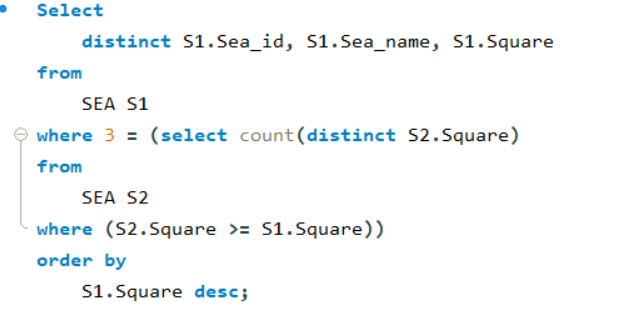 Select
distinct S1.Sea_id, S1.Sea_name, S1.Square
from
SEA S1
where 3 = (select count(distinct S2.Square)
from
SEA S2
where (S2.Square >= S1.Square))
order by
S1.Square desc;